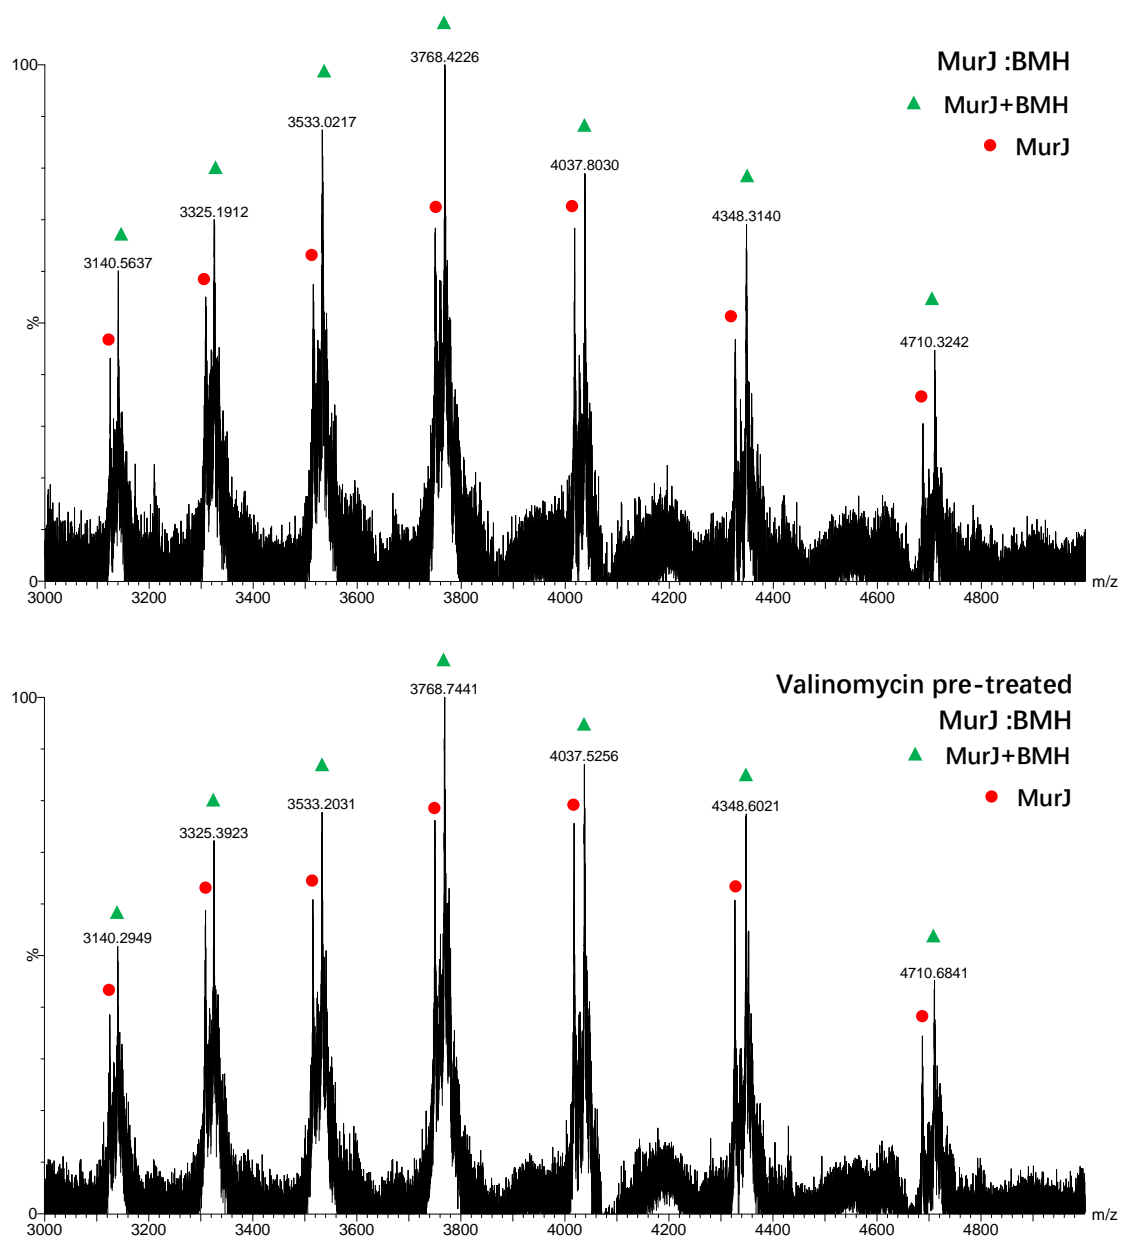 MurJ :BMH
MurJ+BMH
MurJ
100
%
0
3768.4226
3533.0217
4037.8030
3325.1912
4348.3140
3140.5637
4710.3242
3000 3200 3400 3600 3800 4000 4200 4400 4600 4800 m/z
Valinomycin pre-treated
MurJ :BMH
MurJ+BMH
MurJ
100
%
0
3768.7441
4037.5256
3533.2031
4348.6021
3325.3923
3140.2949
4710.6841
3000 3200 3400 3600 3800 4000 4200 4400 4600 4800 m/z